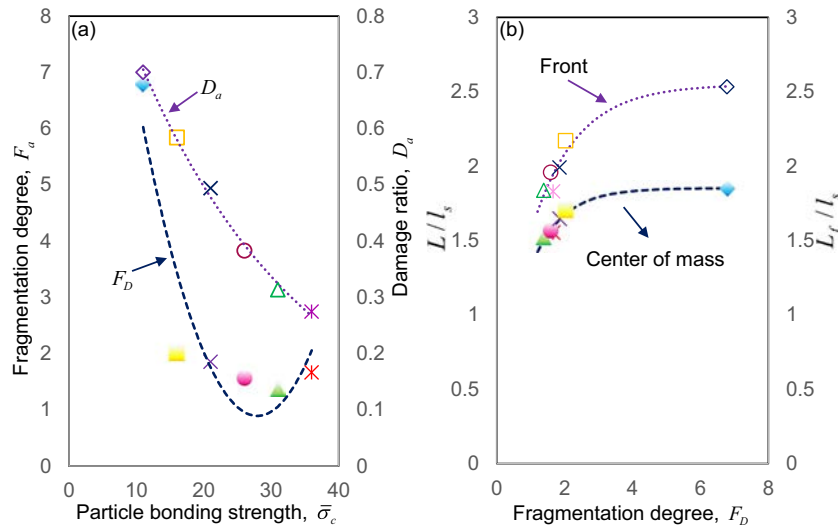 (a)
8
7
6
5
4
3
2
1
0
Fragmentation degree, F_a
0.8
0.7
0.6
0.5
0.4
0.3
0.2
0.1
0
Damage ratio, D_a
D_a
F_D
0 10 20 30 40
Particle bonding strength, σ̅_c
(b)
3
2.5
2
1.5
1
0.5
0
L / l_s
3
2.5
2
1.5
1
0.5
0
L_f / l_s
Front
Center of mass
0 2 4 6 8
Fragmentation degree, F_D